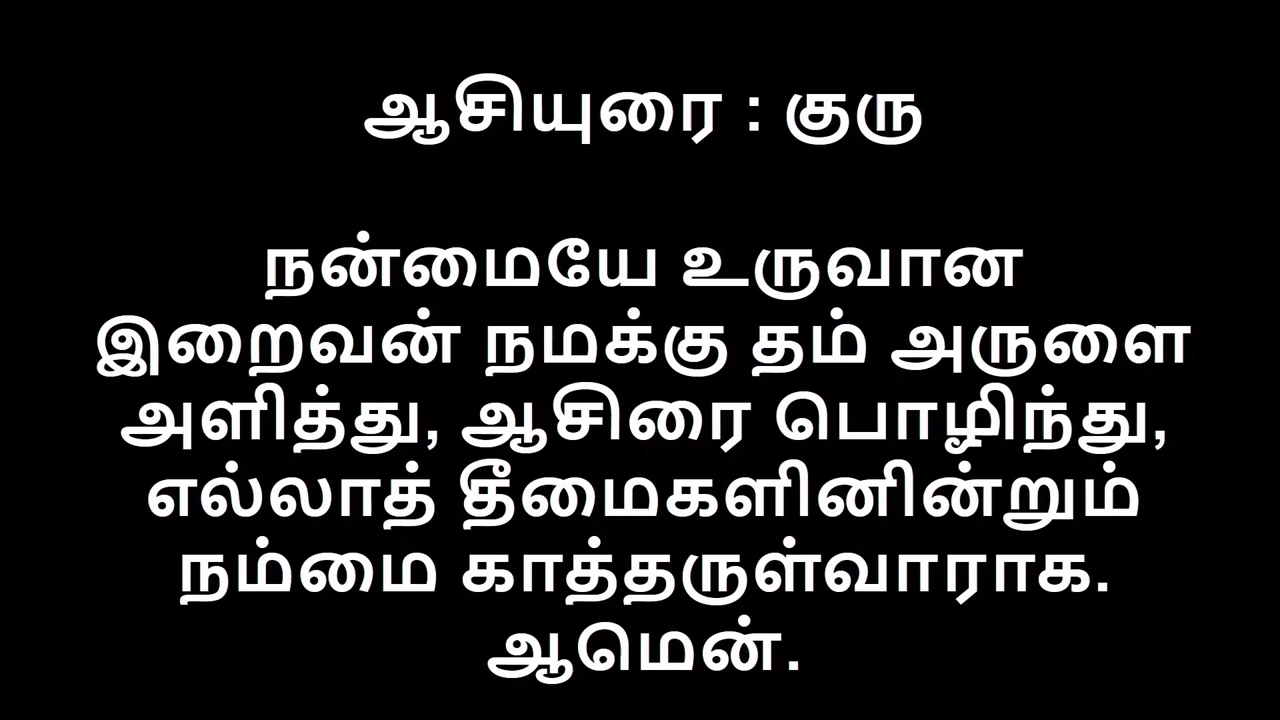 ஆசியுரை : குரு
நன்மையே உருவான
இறைவன் நமக்கு தம் அருளை
அளித்து, ஆசிரை பொழிந்து,
எல்லாத் தீமைகளினின்றும்
நம்மை காத்தருள்வாராக.
ஆமென்.